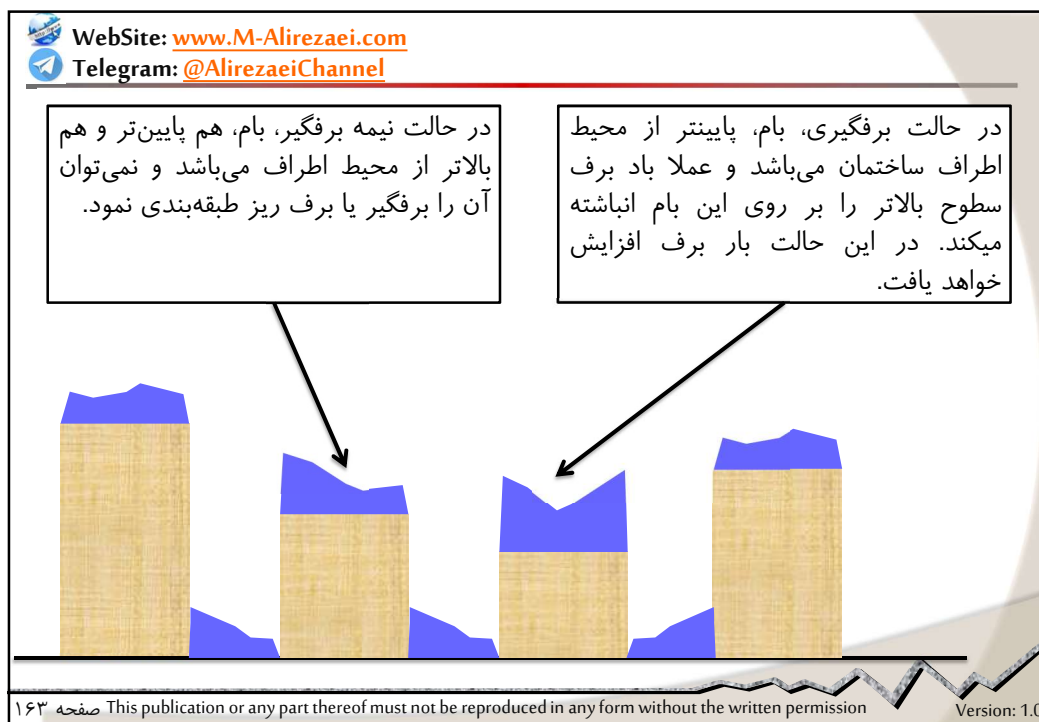 WebSite: www.M-Alirezaei.com
Telegram: @AlirezaeiChannel
در حالت برفگیری، بام، پایینتر از محیط
اطراف ساختمان می‌باشد و عملا باد برف
سطوح بالاتر را بر روی این بام انباشته
میکند. در این حالت بار برف افزایش
خواهد یافت.
در حالت نیمه برفگیر، بام، هم پایین‌تر و هم
بالاتر از محیط اطراف می‌باشد و نمی‌توان
آن را برفگیر یا برف ریز طبقه‌بندی نمود.
صفحه ۱۶۳ This publication or any part thereof must not be reproduced in any form without the written permission Version: 1.0